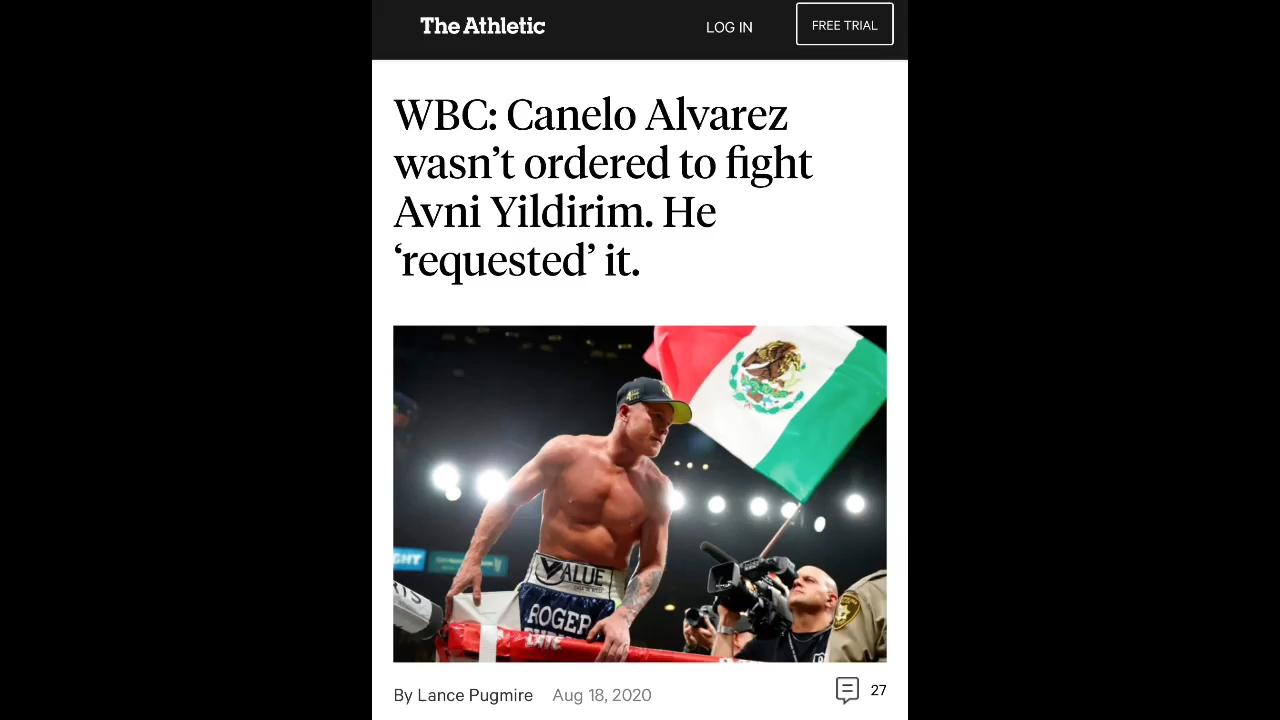 The Athletic
LOG IN
FREE TRIAL
WBC: Canelo Alvarez
wasn’t ordered to fight
Avni Yildirim. He
‘requested’ it.
VALUE
ROGER
By Lance Pugmire
Aug 18, 2020
27